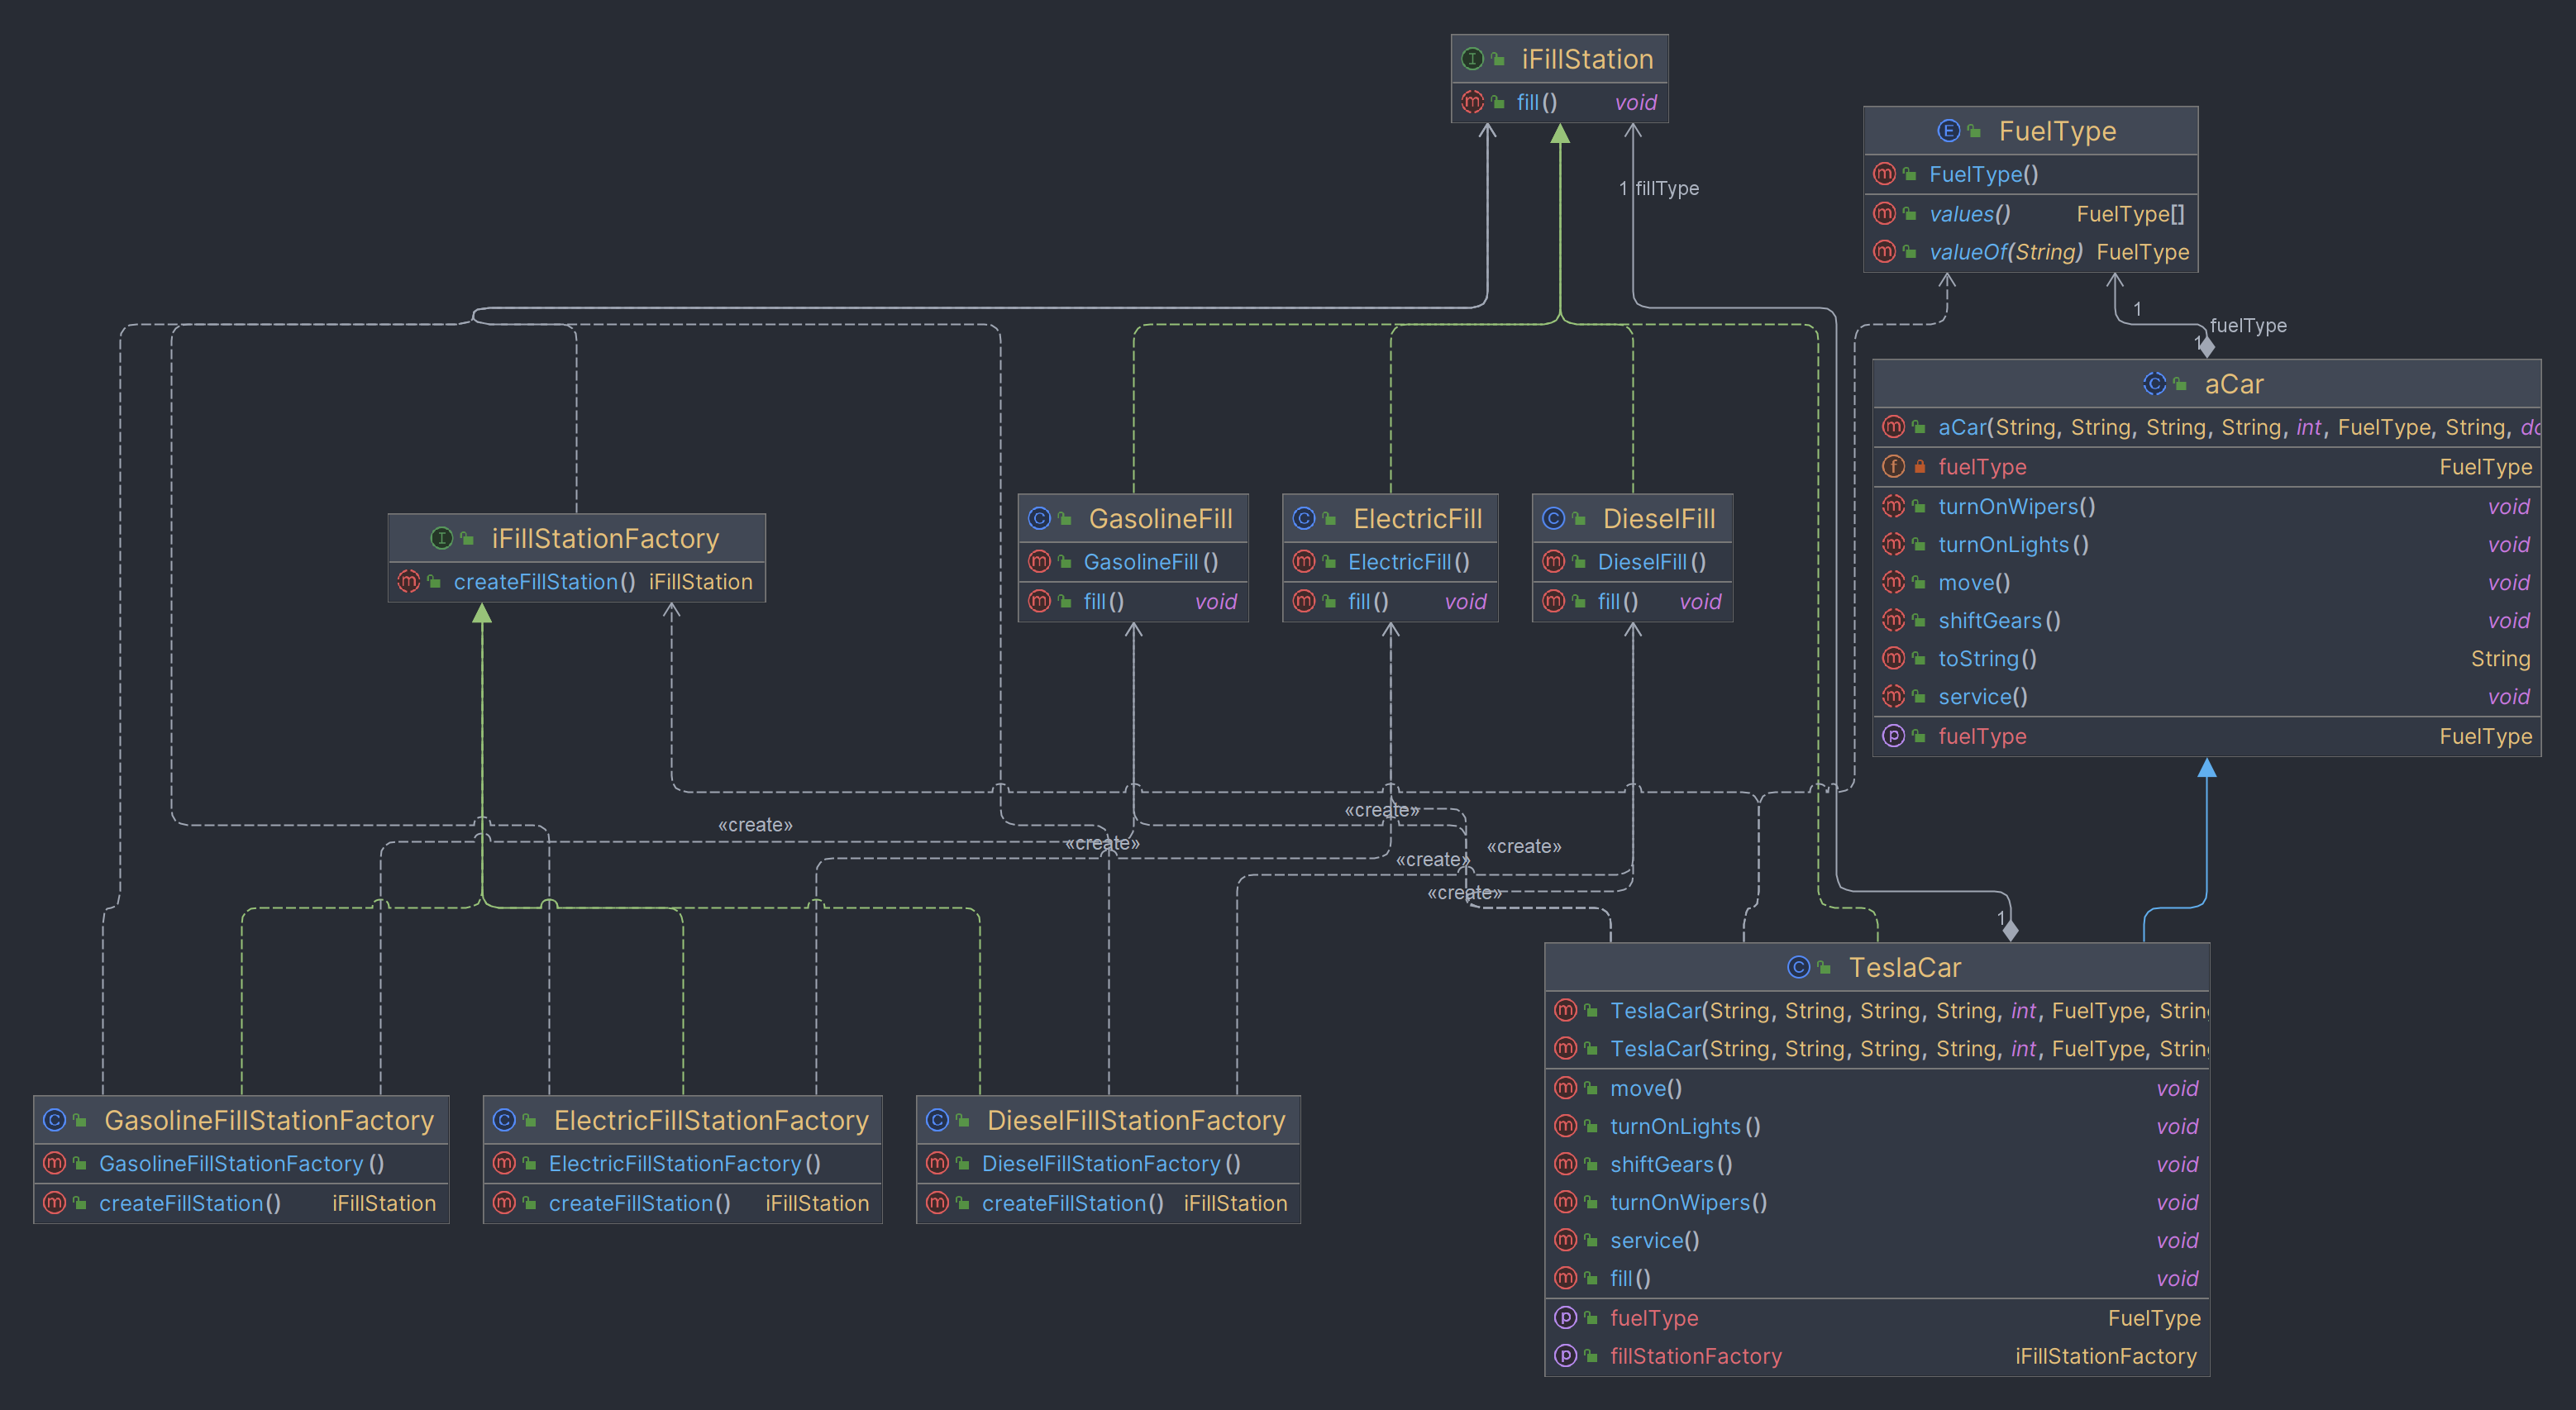 iFillStation
fill() void
1 fillType
FuelType
FuelType()
values() FuelType[]
valueOf(String) FuelType
1
fuelType
1
aCar
aCar(String, String, String, String, int, FuelType, String,
fuelType FuelType
turnOnWipers() void
turnOnLights() void
move() void
shiftGears() void
toString() String
service() void
fuelType FuelType
iFillStationFactory
createFillStation() iFillStation
GasolineFill
GasolineFill()
fill() void
ElectricFill
ElectricFill()
fill() void
DieselFill
DieselFill()
fill() void
«create»
«create»
«create»
«create»
«create»
«create»
1
TeslaCar
TeslaCar(String, String, String, String, int, FuelType, String
TeslaCar(String, String, String, String, int, FuelType, String
move() void
turnOnLights() void
shiftGears() void
turnOnWipers() void
service() void
fill() void
fuelType FuelType
fillStationFactory iFillStationFactory
GasolineFillStationFactory
GasolineFillStationFactory()
createFillStation() iFillStation
ElectricFillStationFactory
ElectricFillStationFactory()
createFillStation() iFillStation
DieselFillStationFactory
DieselFillStationFactory()
createFillStation() iFillStation